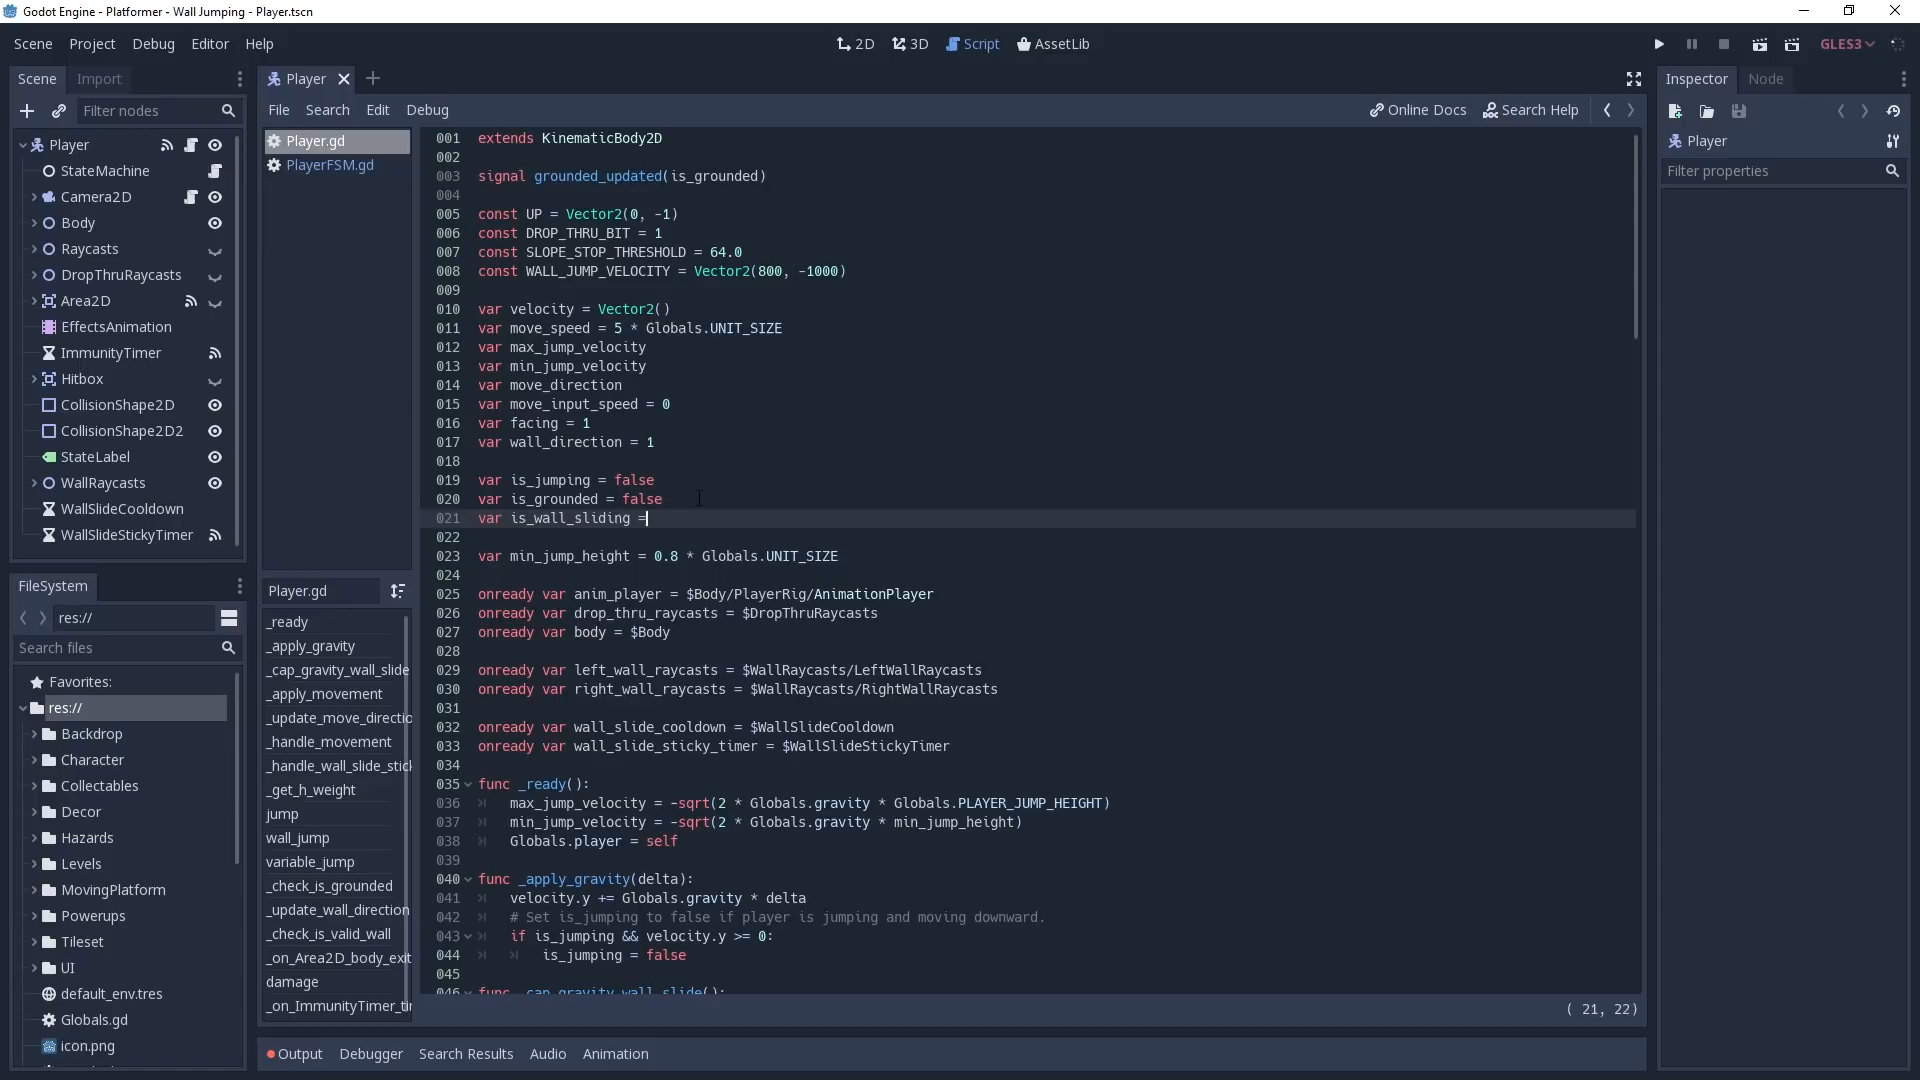 Godot Engine - Platformer - Wall Jumping - Player.tscn
Scene Project Debug Editor Help
2D 3D Script AssetLib
GLES3
Scene Import
Filter nodes
Player
StateMachine
Camera2D
Body
Raycasts
DropThruRaycasts
Area2D
EffectsAnimation
ImmunityTimer
Hitbox
CollisionShape2D
CollisionShape2D2
StateLabel
WallRaycasts
WallSlideCooldown
WallSlideStickyTimer
FileSystem
res://
Search files
Favorites:
res://
Backdrop
Character
Collectables
Decor
Hazards
Levels
MovingPlatform
Powerups
Tileset
UI
default_env.tres
Globals.gd
icon.png
Player
File Search Edit Debug
Online Docs Search Help
Player.gd
PlayerFSM.gd
Player.gd
_ready
_apply_gravity
_cap_gravity_wall_slide
_apply_movement
_update_move_directio
_handle_movement
_handle_wall_slide_stick
_get_h_weight
jump
wall_jump
variable_jump
_check_is_grounded
_update_wall_direction
_check_is_valid_wall
_on_Area2D_body_exit
damage
_on_ImmunityTimer_tir
001 extends KinematicBody2D
002
003 signal grounded_updated(is_grounded)
004
005 const UP = Vector2(0, -1)
006 const DROP_THRU_BIT = 1
007 const SLOPE_STOP_THRESHOLD = 64.0
008 const WALL_JUMP_VELOCITY = Vector2(800, -1000)
009
010 var velocity = Vector2()
011 var move_speed = 5 * Globals.UNIT_SIZE
012 var max_jump_velocity
013 var min_jump_velocity
014 var move_direction
015 var move_input_speed = 0
016 var facing = 1
017 var wall_direction = 1
018
019 var is_jumping = false
020 var is_grounded = false
021 var is_wall_sliding =
022
023 var min_jump_height = 0.8 * Globals.UNIT_SIZE
024
025 onready var anim_player = $Body/PlayerRig/AnimationPlayer
026 onready var drop_thru_raycasts = $DropThruRaycasts
027 onready var body = $Body
028
029 onready var left_wall_raycasts = $WallRaycasts/LeftWallRaycasts
030 onready var right_wall_raycasts = $WallRaycasts/RightWallRaycasts
031
032 onready var wall_slide_cooldown = $WallSlideCooldown
033 onready var wall_slide_sticky_timer = $WallSlideStickyTimer
034
035 func _ready():
036 max_jump_velocity = -sqrt(2 * Globals.gravity * Globals.PLAYER_JUMP_HEIGHT)
037 min_jump_velocity = -sqrt(2 * Globals.gravity * min_jump_height)
038 Globals.player = self
039
040 func _apply_gravity(delta):
041 velocity.y += Globals.gravity * delta
042 # Set is_jumping to false if player is jumping and moving downward.
043 if is_jumping && velocity.y >= 0:
044 is_jumping = false
045
046 func _cap_gravity_wall_slide():
( 21, 22)
Output Debugger Search Results Audio Animation
Inspector Node
Player
Filter properties